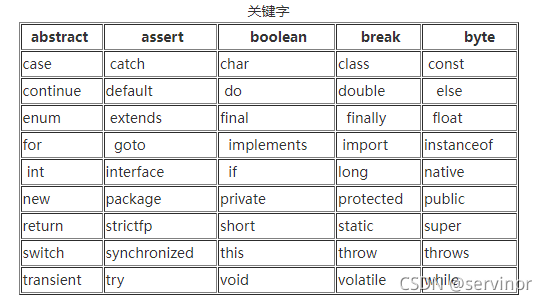 关键字
abstract assert boolean break byte
case catch char class const
continue default do double else
enum extends final finally float
for goto implements import instanceof
int interface if long native
new package private protected public
return strictfp short static super
switch synchronized this throw throws
transient try void volatile while
CSDN @servinor